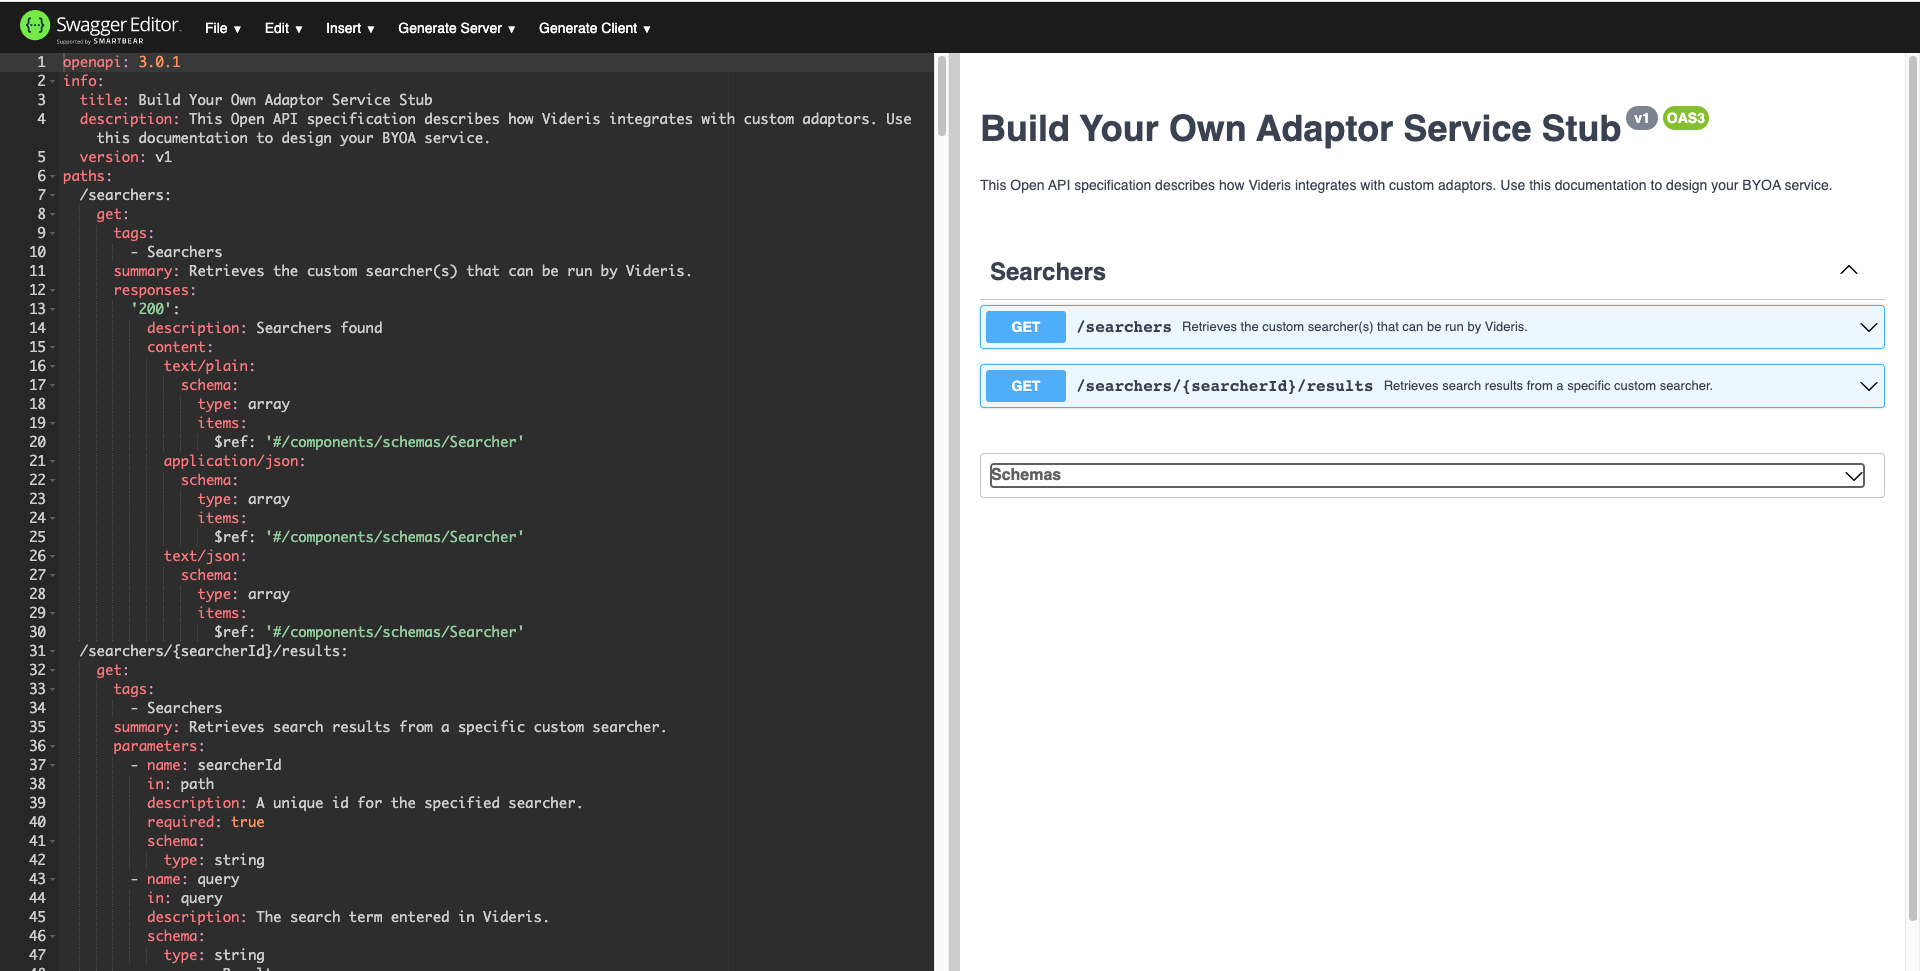 Swagger Editor.
Supported by SMARTBEAR
File ▼
Edit ▼
Insert ▼
Generate Server ▼
Generate Client ▼
1 openapi: 3.0.1
2 info:
3 title: Build Your Own Adaptor Service Stub
4 description: This Open API specification describes how Videris integrates with custom adaptors. Use
this documentation to design your BYOA service.
5 version: v1
6 paths:
7 /searchers:
8 get:
9 tags:
10 - Searchers
11 summary: Retrieves the custom searcher(s) that can be run by Videris.
12 responses:
13 '200':
14 description: Searchers found
15 content:
16 text/plain:
17 schema:
18 type: array
19 items:
20 $ref: '#/components/schemas/Searcher'
21 application/json:
22 schema:
23 type: array
24 items:
25 $ref: '#/components/schemas/Searcher'
26 text/json:
27 schema:
28 type: array
29 items:
30 $ref: '#/components/schemas/Searcher'
31 /searchers/{searcherId}/results:
32 get:
33 tags:
34 - Searchers
35 summary: Retrieves search results from a specific custom searcher.
36 parameters:
37 - name: searcherId
38 in: path
39 description: A unique id for the specified searcher.
40 required: true
41 schema:
42 type: string
43 - name: query
44 in: query
45 description: The search term entered in Videris.
46 schema:
47 type: string
Build Your Own Adaptor Service Stub v1 OAS3
This Open API specification describes how Videris integrates with custom adaptors. Use this documentation to design your BYOA service.
Searchers
GET /searchers Retrieves the custom searcher(s) that can be run by Videris.
GET /searchers/{searcherId}/results Retrieves search results from a specific custom searcher.
Schemas